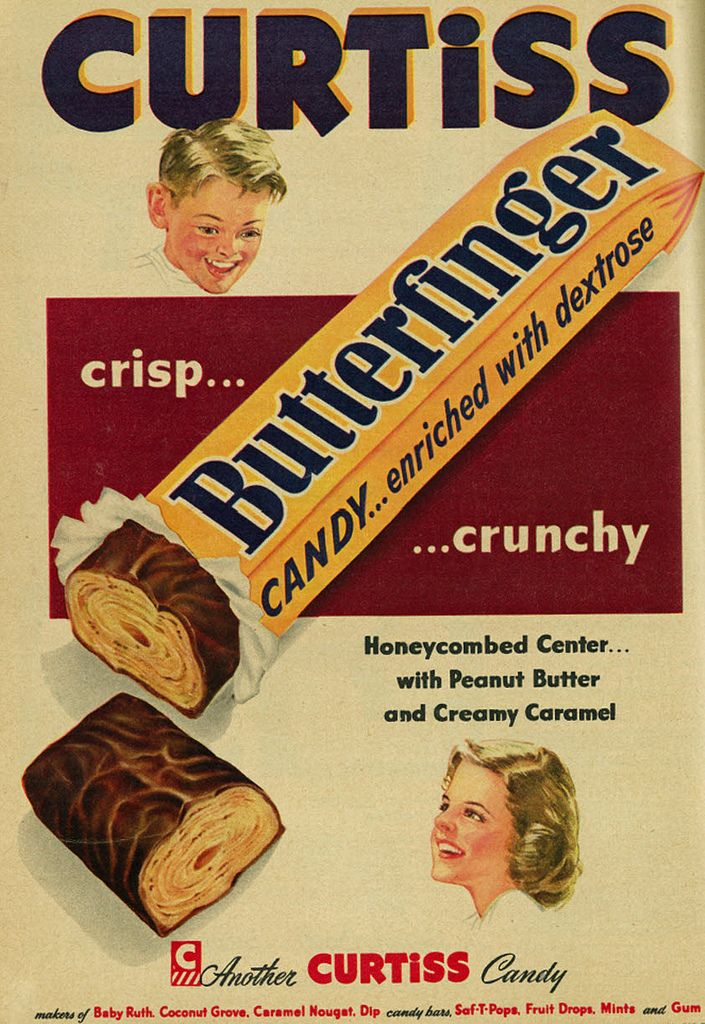 CURTiSS
crisp...
Butterfinger
CANDY...enriched with dextrose
...crunchy
Honeycombed Center...
with Peanut Butter
and Creamy Caramel
C Another CURTiSS Candy
makers of Baby Ruth, Coconut Grove, Caramel Nougat, Dip candy bars, Saf-T-Pops, Fruit Drops, Mints and Gum